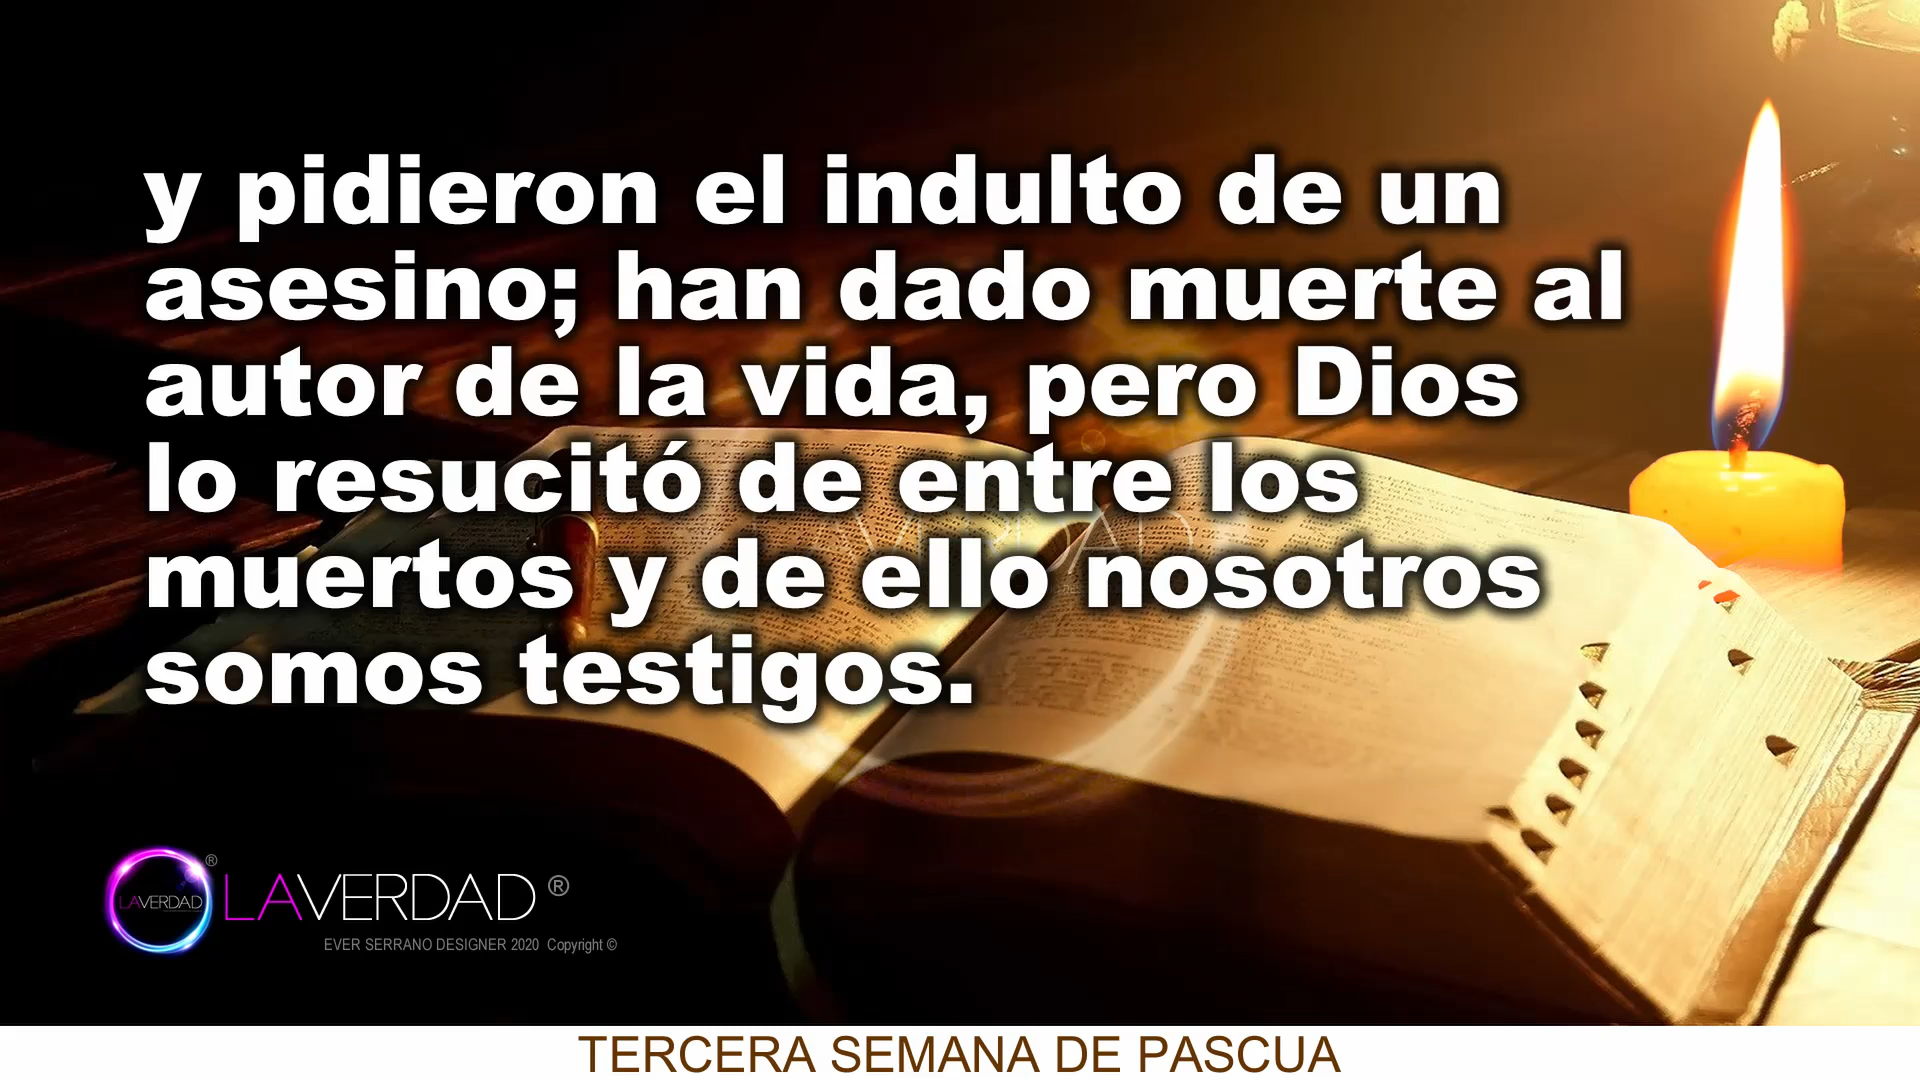 y pidieron el indulto de un
asesino; han dado muerte al
autor de la vida, pero Dios
lo resucitó de entre los
muertos y de ello nosotros
somos testigos.
LAVERDAD ®
LAVERDAD ®
EVER SERRANO DESIGNER 2020 Copyright ©
TERCERA SEMANA DE PASCUA